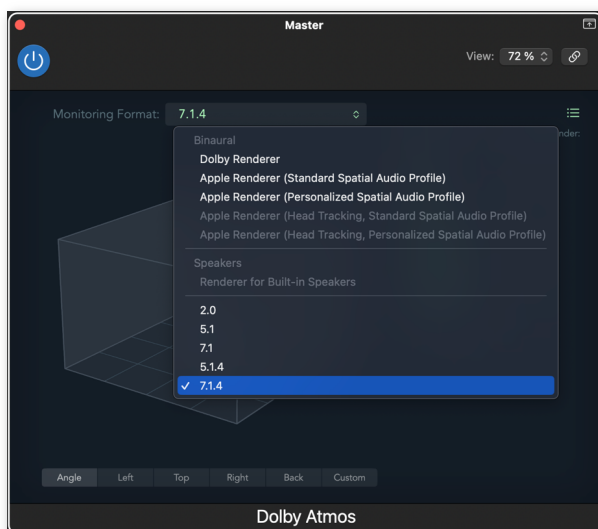 Master
View: 72 %
Monitoring Format: 7.1.4
nder:
Binaural
Dolby Renderer
Apple Renderer (Standard Spatial Audio Profile)
Apple Renderer (Personalized Spatial Audio Profile)
Apple Renderer (Head Tracking, Standard Spatial Audio Profile)
Apple Renderer (Head Tracking, Personalized Spatial Audio Profile)
Speakers
Renderer for Built-in Speakers
2.0
5.1
7.1
5.1.4
✓ 7.1.4
Angle Left Top Right Back Custom
Dolby Atmos